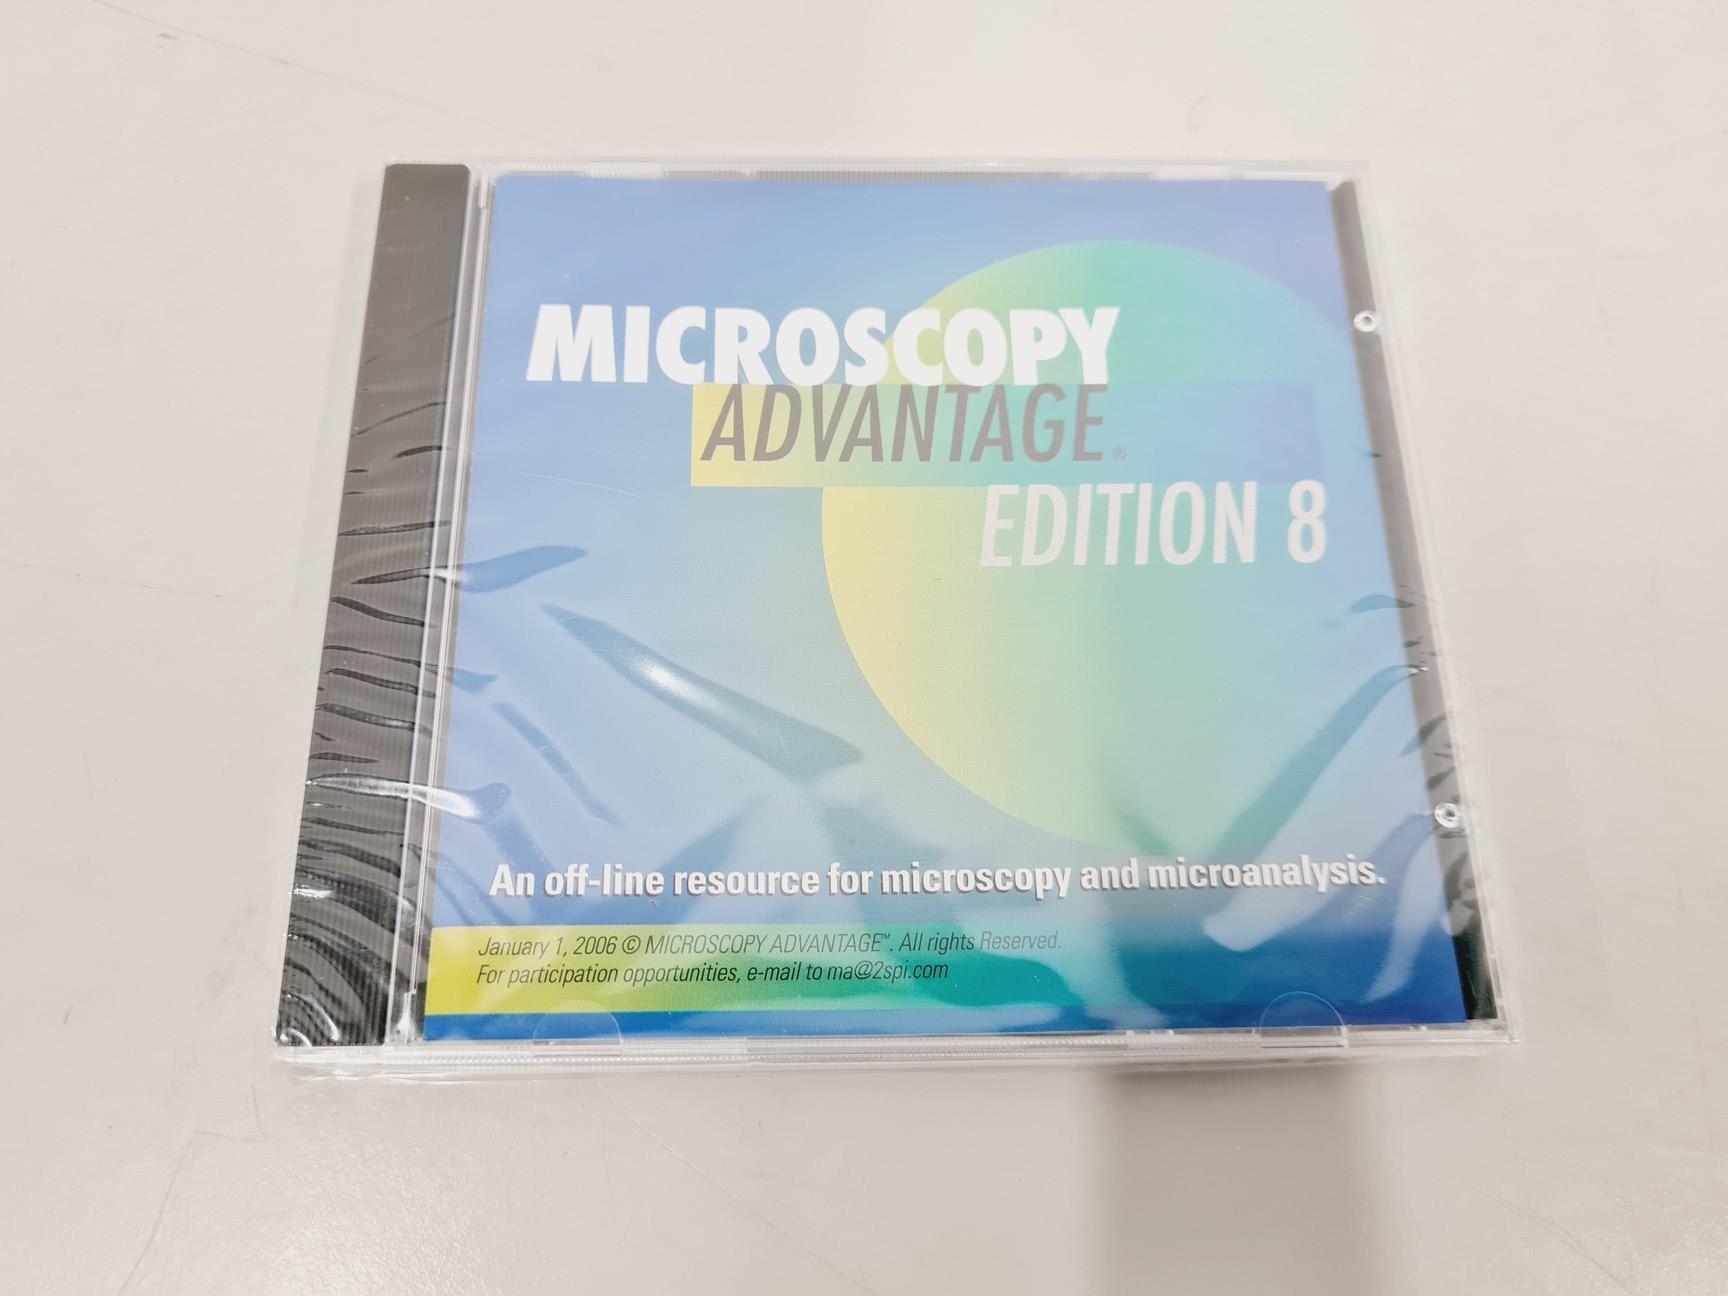 MICROSCOPY
ADVANTAGE®
EDITION 8
An off-line resource for microscopy and microanalysis.
January 1, 2006 © MICROSCOPY ADVANTAGE™. All rights Reserved.
For participation opportunities, e-mail to ma@2spi.com